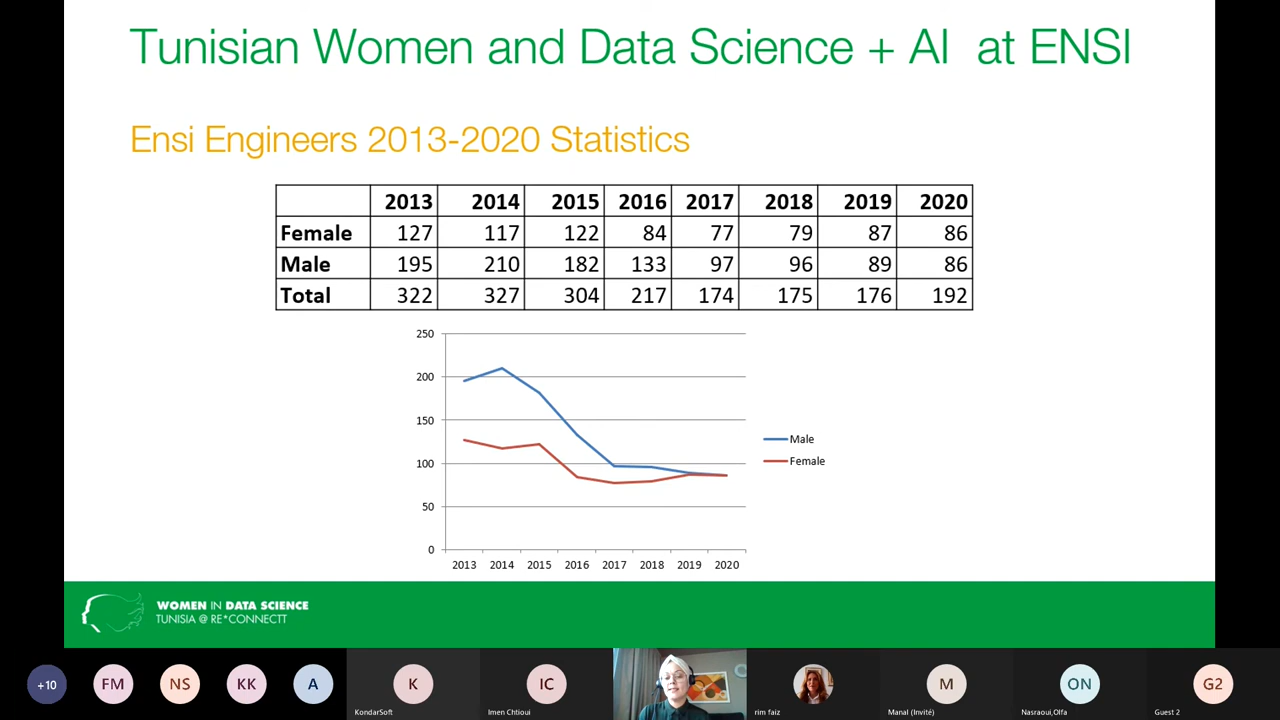 Tunisian Women and Data Science + AI at ENSI
Ensi Engineers 2013-2020 Statistics
2013 2014 2015 2016 2017 2018 2019 2020
Female 127 117 122 84 77 79 87 86
Male 195 210 182 133 97 96 89 86
Total 322 327 304 217 174 175 176 192
250
200
150
100
50
0
2013 2014 2015 2016 2017 2018 2019 2020
Male
Female
WOMEN IN DATA SCIENCE
TUNISIA @ RE*CONNECTT
+10 FM NS KK A K IC M ON G2
KondarSoft Imen Chtioui rim faiz Manal (Invité) Nasraoui,Olfa Guest 2